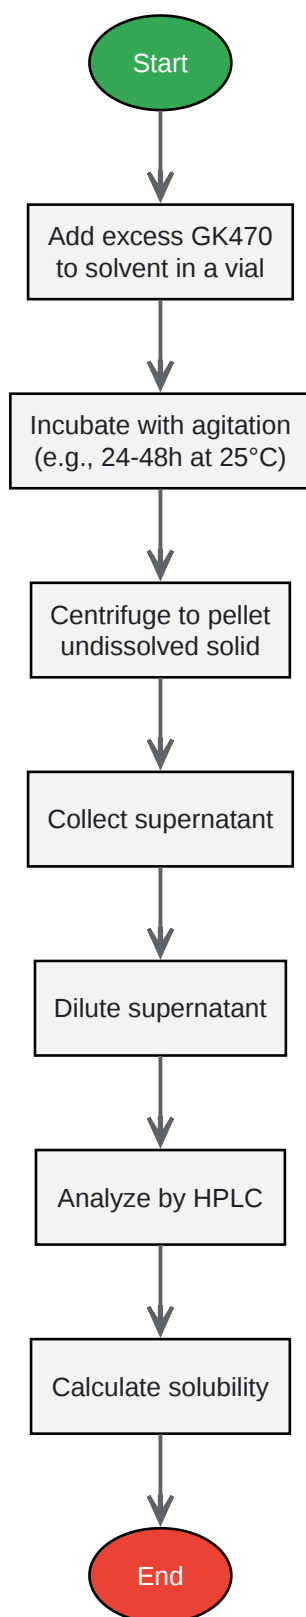 Start
Add excess GK470
to solvent in a vial
Incubate with agitation
(e.g., 24-48h at 25°C)
Centrifuge to pellet
undissolved solid
Collect supernatant
Dilute supernatant
Analyze by HPLC
Calculate solubility
End